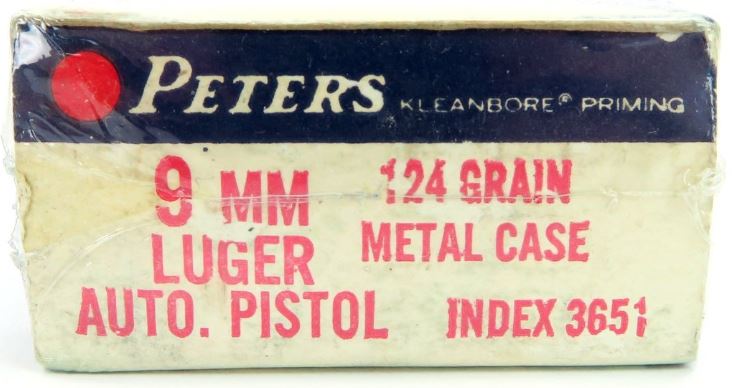 PETERS KLEANBORE® PRIMING
9 MM
LUGER
AUTO. PISTOL
124 GRAIN
METAL CASE
INDEX 3651